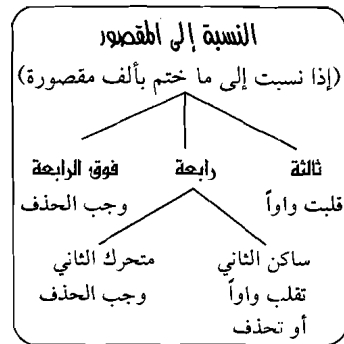 النسبة إلى المقصور
(إذا نسبت إلى ما ختم بألف مقصورة)
ثالثة رابعة فوق الرابعة
قلبت واواً وجب الحذف
ساكن الثاني متحرك الثاني
تقلب واواً وجب الحذف
أو تحذف